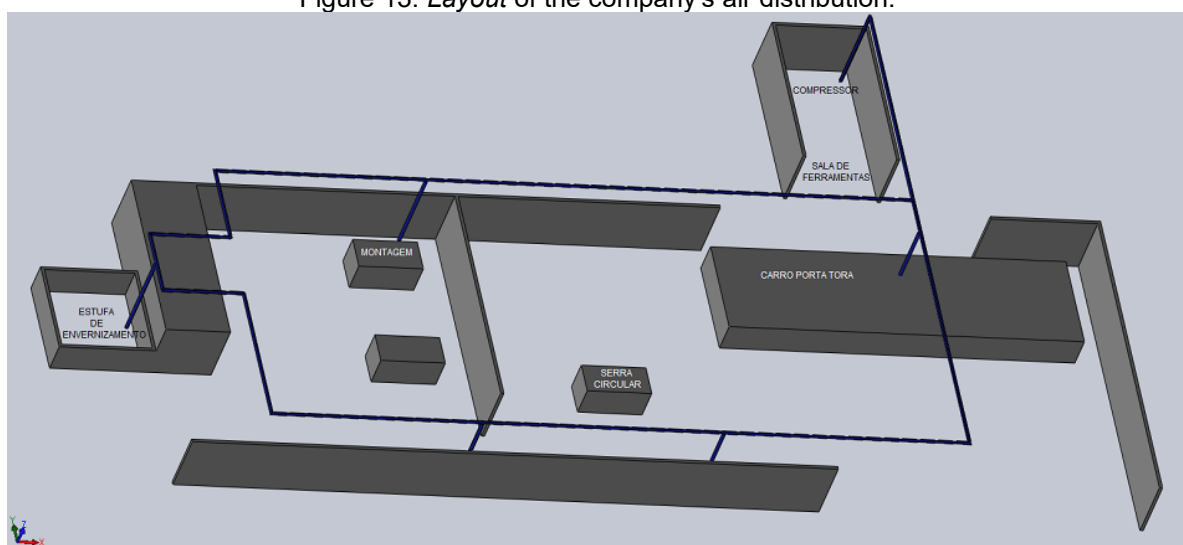 Figure 13. Layout of the company's air distribution.
COMPRESSOR
SALA DE
FERRAMENTAS
MONTAGEM
CARRO PORTA TORA
ESTUFA
DE
ENVERNIZAMENTO
SERRA
CIRCULAR
Y
Z
X